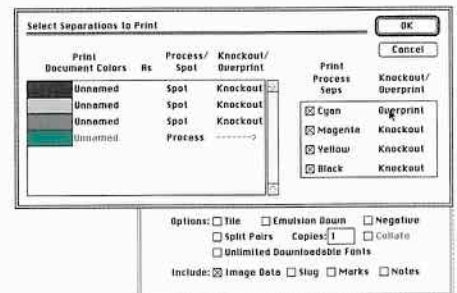 Select Separations to Print
OK
Cancel
Print Document Colors As Process/ Spot Knockout/ Overprint
Unnamed Spot Knockout
Unnamed Spot Knockout
Unnamed Spot Knockout
Unnamed Process ------>
Print Process Seps Knockout/ Overprint
Cyan Overprint
Magenta Knockout
Yellow Knockout
Black Knockout
Options: Tile Emulsion Down Negative
Split Pairs Copies: 1 Collate
Unlimited Downloadable Fonts
Include: Image Data Slug Marks Notes